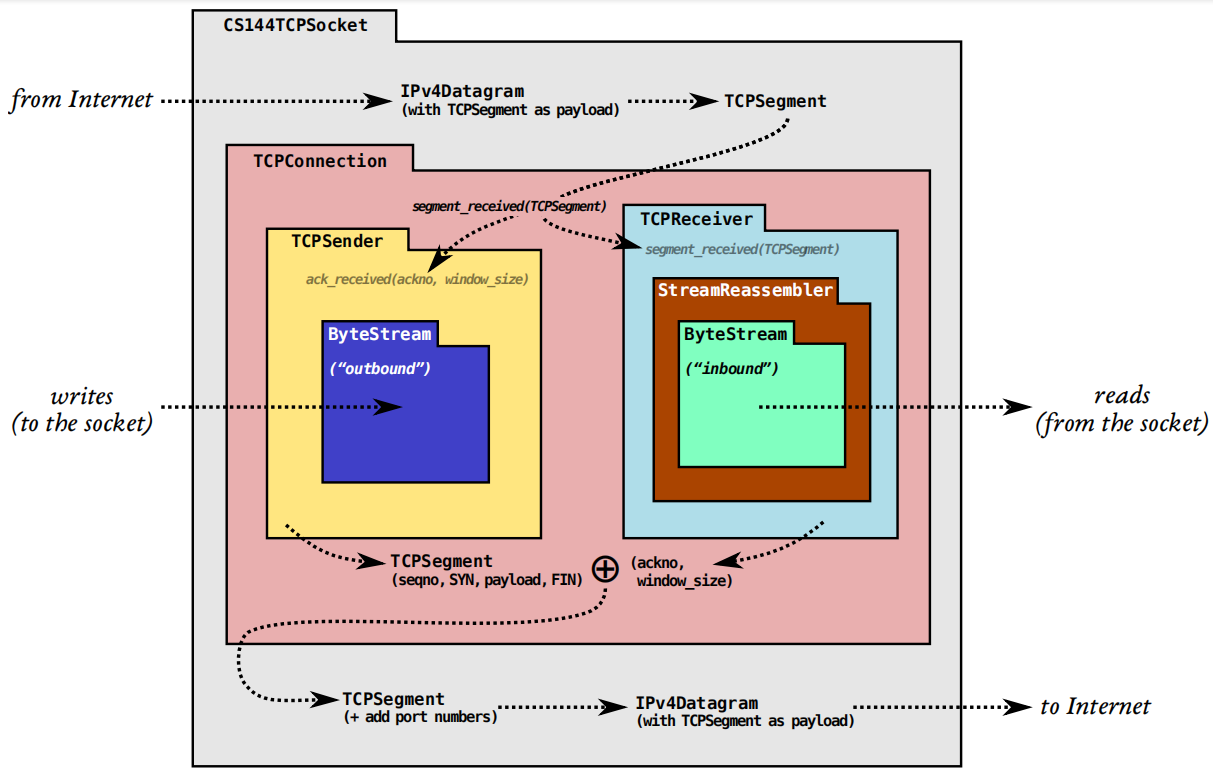 CS144TCPSocket
from Internet
IPv4Datagram
(with TCPSegment as payload)
TCPSegment
TCPConnection
segment_received(TCPSegment)
TCPSender
ack_received(ackno, window_size)
ByteStream
(“outbound”)
TCPReceiver
segment_received(TCPSegment)
StreamReassembler
ByteStream
(“inbound”)
writes
(to the socket)
reads
(from the socket)
TCPSegment
(seqno, SYN, payload, FIN)
(ackno,
window_size)
TCPSegment
(+ add port numbers)
IPv4Datagram
(with TCPSegment as payload)
to Internet